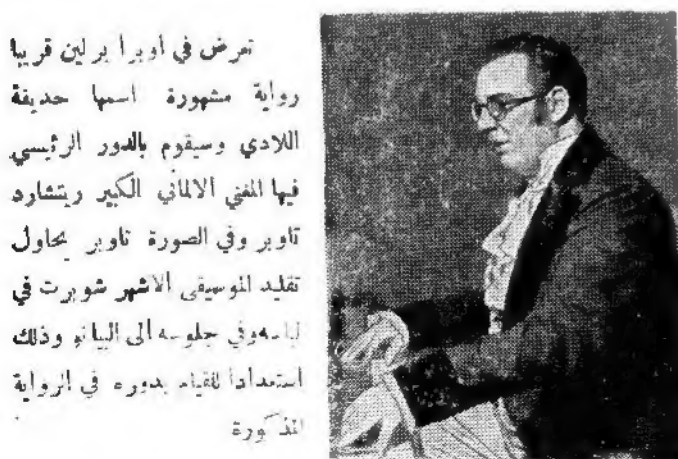 تعرض في اوبرا برلين قريبا
رواية مشهورة اسمها حديقة
اللادي وسيقوم بالدور الرئيسي
فيها المغني الالماني الكبير ريتشارد
تاوبر وفي الصورة تاوبر يحاول
تقليد الموسيقى الاشهر شوبرت في
لباسه وفي جلوسه الى البيانو وذلك
استعدادا للقيام بدوره في الرواية
المذكورة